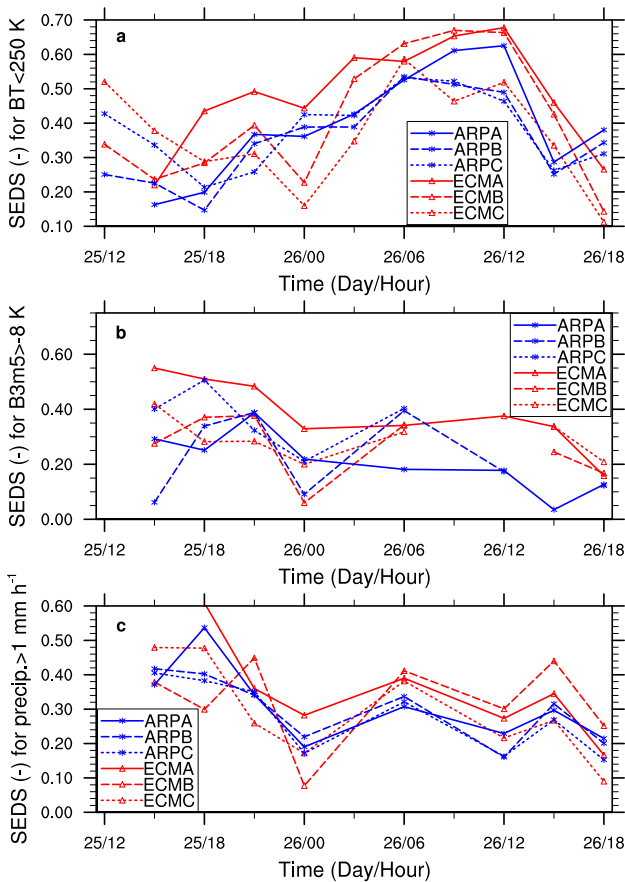 SEDS (-) for BT<250 K
a
0.70
0.60
0.50
0.40
0.30
0.20
0.10
ARPA
ARPB
ARPC
ECMA
ECMB
ECMC
25/12 25/18 26/00 26/06 26/12 26/18
Time (Day/Hour)
SEDS (-) for B3m5>-8 K
b
0.60
0.40
0.20
0.00
ARPA
ARPB
ARPC
ECMA
ECMB
ECMC
25/12 25/18 26/00 26/06 26/12 26/18
Time (Day/Hour)
SEDS (-) for precip.>1 mm h⁻¹
c
0.60
0.50
0.40
0.30
0.20
0.10
0.00
ARPA
ARPB
ARPC
ECMA
ECMB
ECMC
25/12 25/18 26/00 26/06 26/12 26/18
Time (Day/Hour)